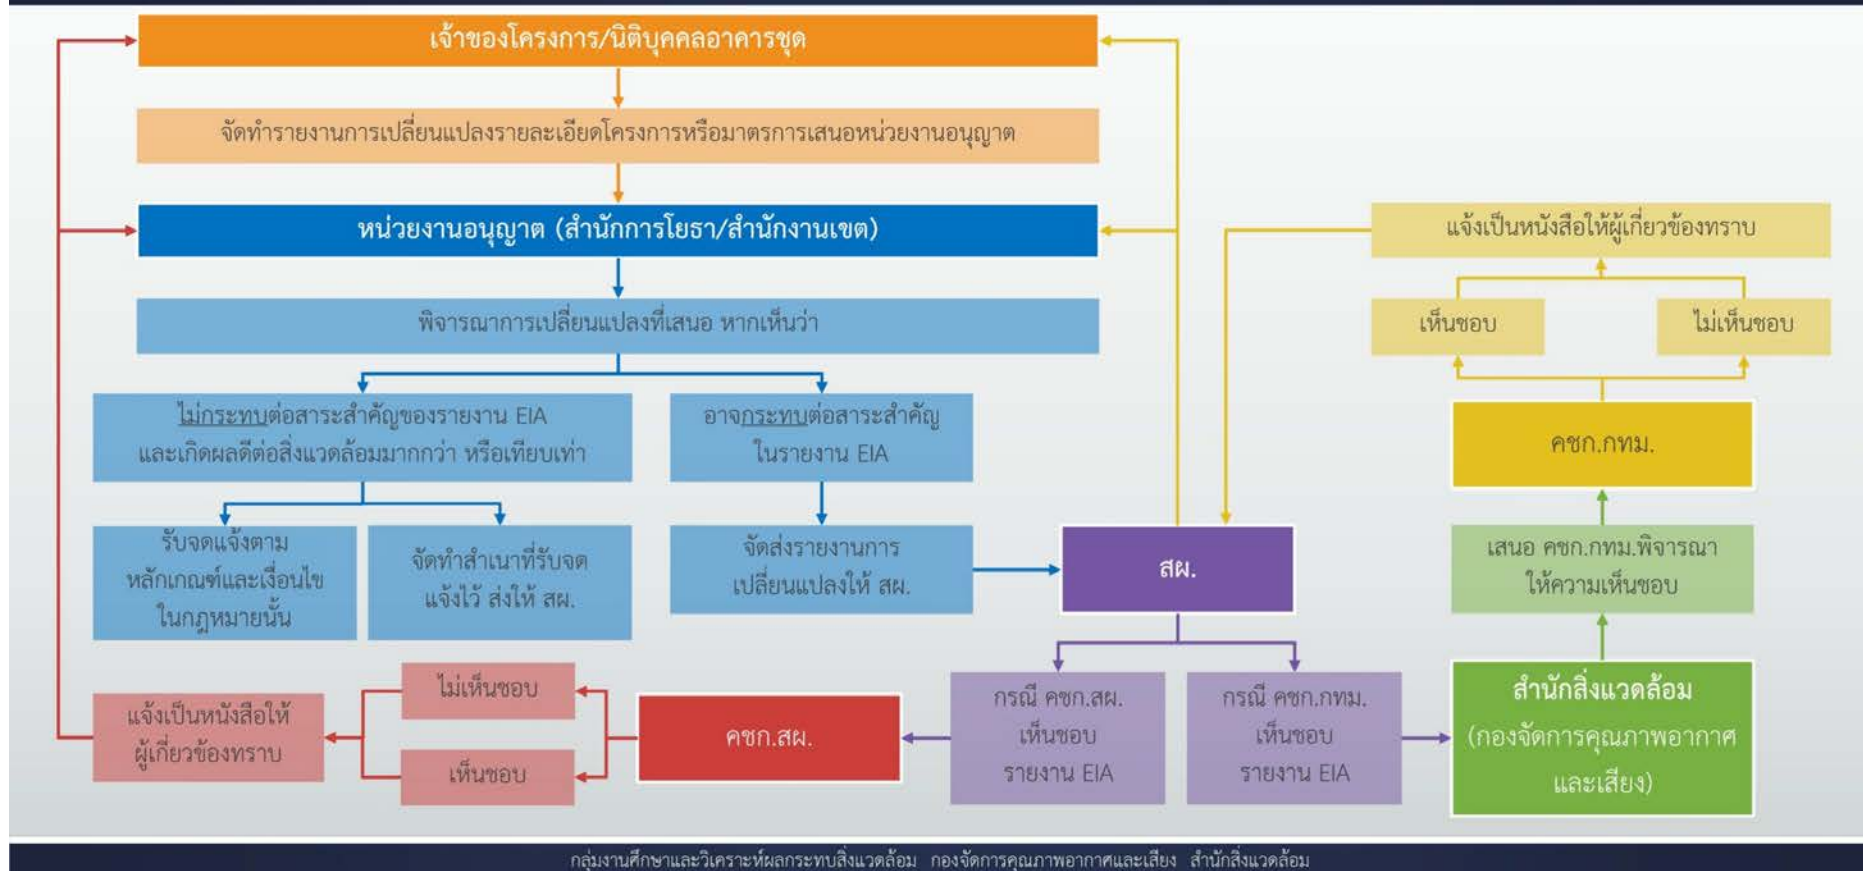 เจ้าของโครงการ/นิติบุคคลอาคารชุด
จัดทำรายงานการเปลี่ยนแปลงรายละเอียดโครงการหรือมาตรการเสนอหน่วยงานอนุญาต
หน่วยงานอนุญาต (สำนักการโยธา/สำนักงานเขต)
พิจารณาการเปลี่ยนแปลงที่เสนอ หากเห็นว่า
ไม่กระทบต่อสาระสำคัญของรายงาน EIA
และเกิดผลดีต่อสิ่งแวดล้อมมากกว่า หรือเทียบเท่า
อาจกระทบต่อสาระสำคัญ
ในรายงาน EIA
รับจดแจ้งตาม
หลักเกณฑ์และเงื่อนไข
ในกฎหมายนั้น
จัดทำสำเนาที่รับจด
แจ้งไว้ ส่งให้ สผ.
จัดส่งรายงานการ
เปลี่ยนแปลงให้ สผ.
สผ.
กรณี คชก.สผ.
เห็นชอบ
รายงาน EIA
กรณี คชก.กทม.
เห็นชอบ
รายงาน EIA
คชก.สผ.
ไม่เห็นชอบ
เห็นชอบ
แจ้งเป็นหนังสือให้
ผู้เกี่ยวข้องทราบ
สำนักสิ่งแวดล้อม
(กองจัดการคุณภาพอากาศ
และเสียง)
เสนอ คชก.กทม.พิจารณา
ให้ความเห็นชอบ
คชก.กทม.
เห็นชอบ
ไม่เห็นชอบ
แจ้งเป็นหนังสือให้ผู้เกี่ยวข้องทราบ
กลุ่มงานศึกษาและวิเคราะห์ผลกระทบสิ่งแวดล้อม กองจัดการคุณภาพอากาศและเสียง สำนักสิ่งแวดล้อม